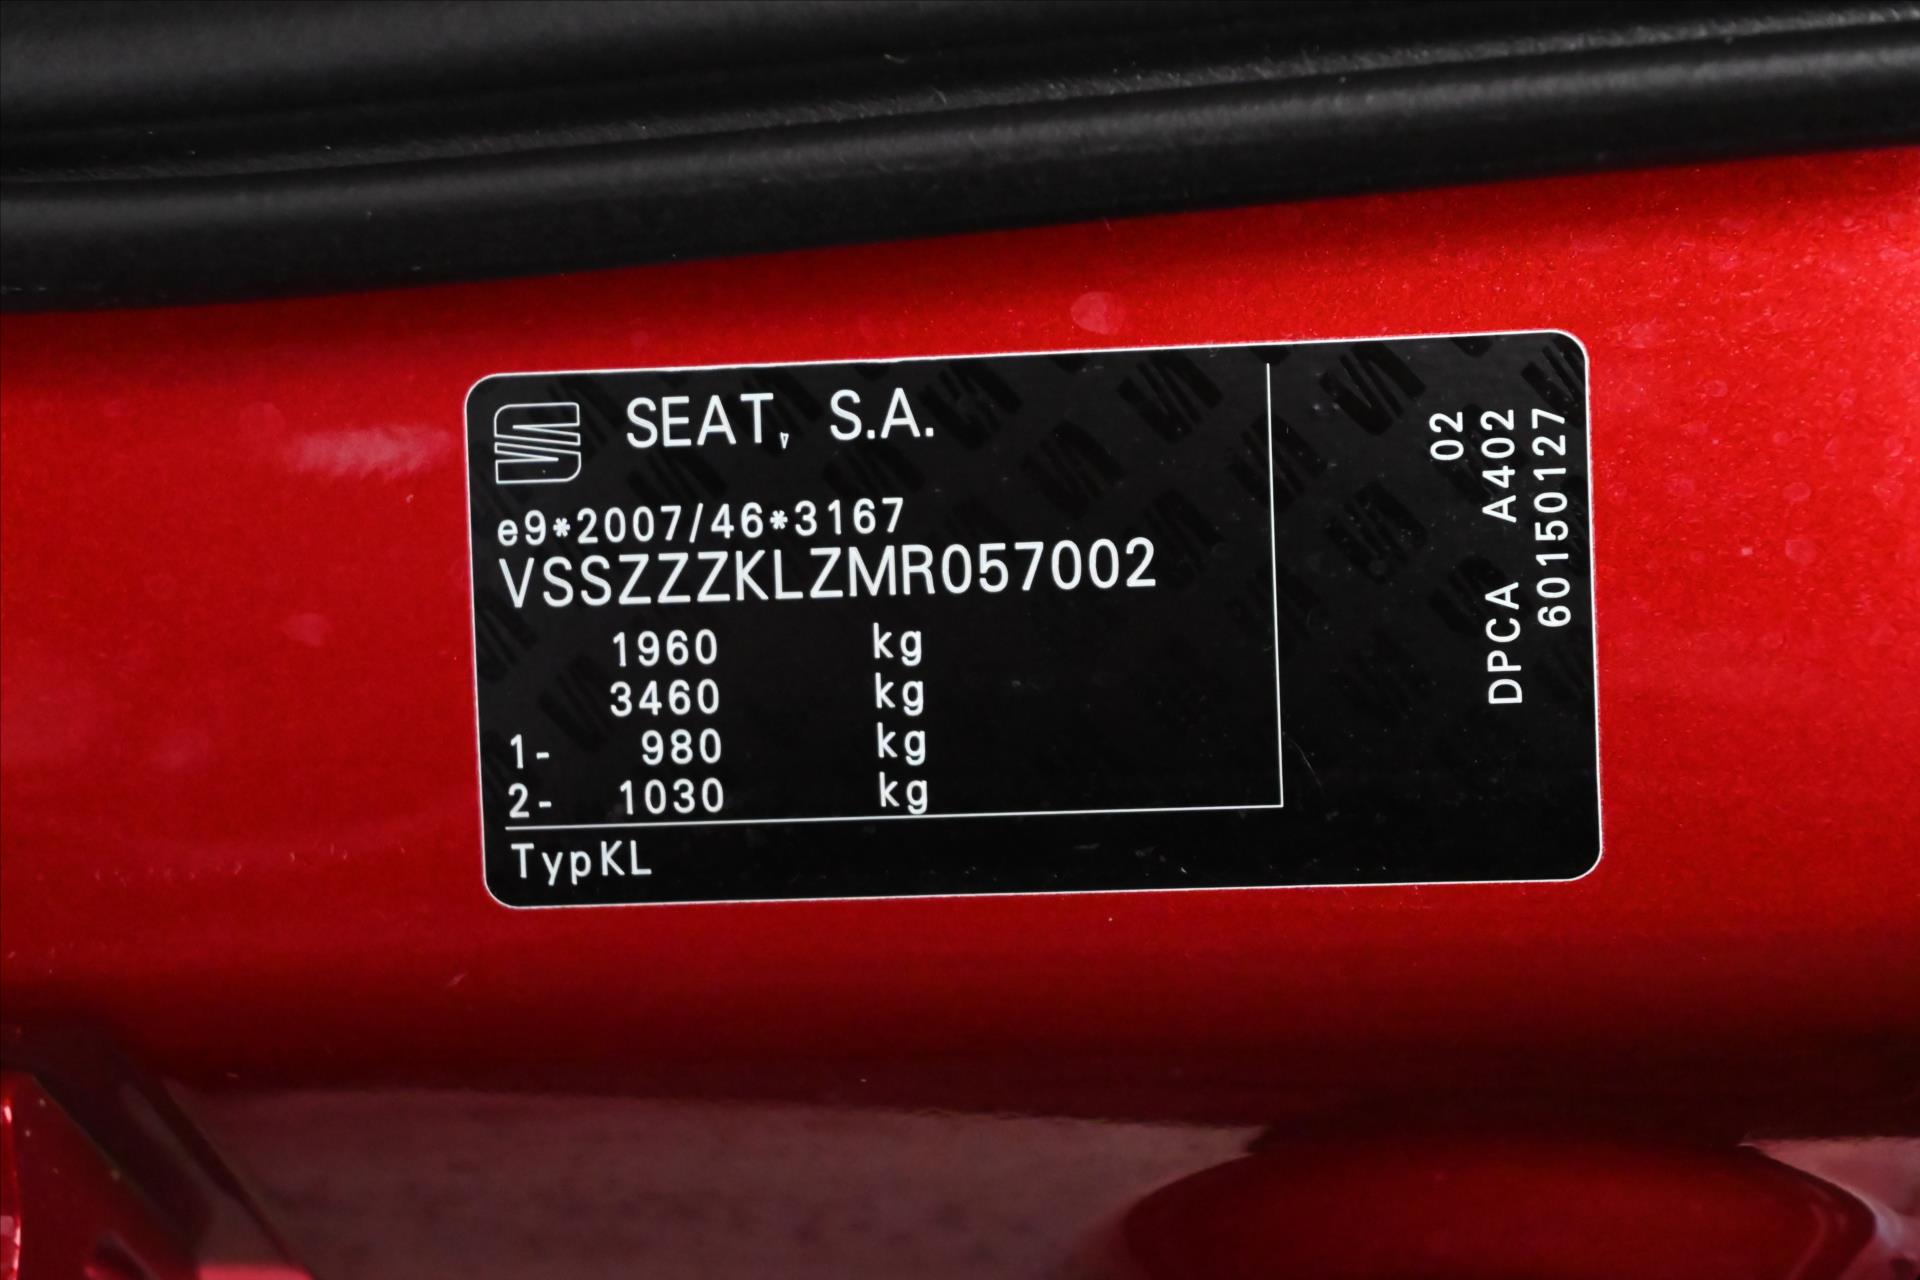 SEAT, S.A.
e9*2007/46*3167
VSSZZZKLZMR057002
1960 kg
3460 kg
1- 980 kg
2- 1030 kg
TypKL
02
DPCA A402
60150127